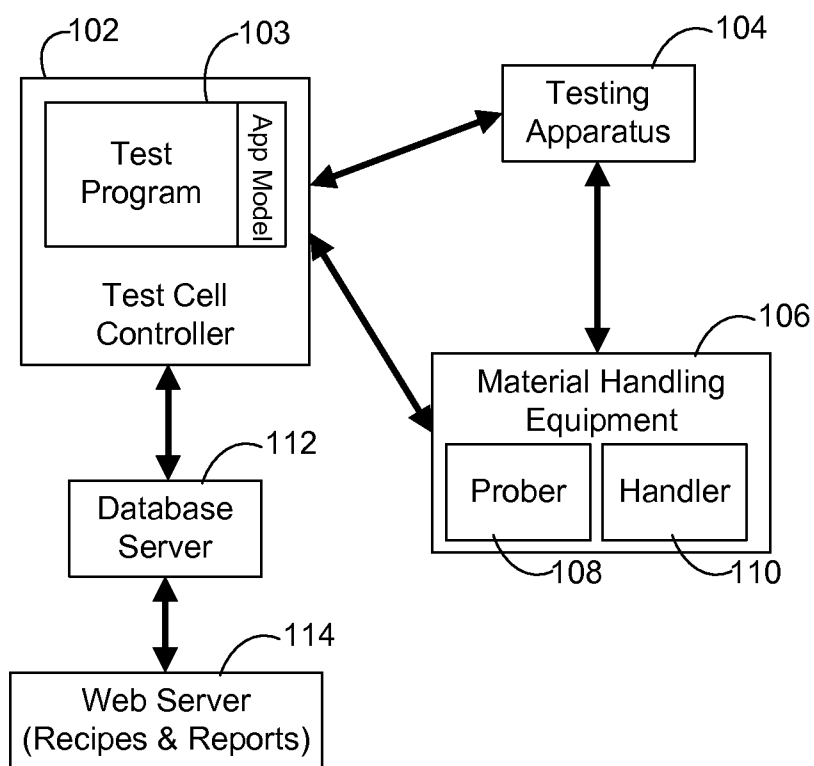 102
103
104
Test
Program
App Model
Testing
Apparatus
Test Cell
Controller
106
Material Handling
Equipment
Prober
Handler
108
110
112
Database
Server
114
Web Server
(Recipes & Reports)